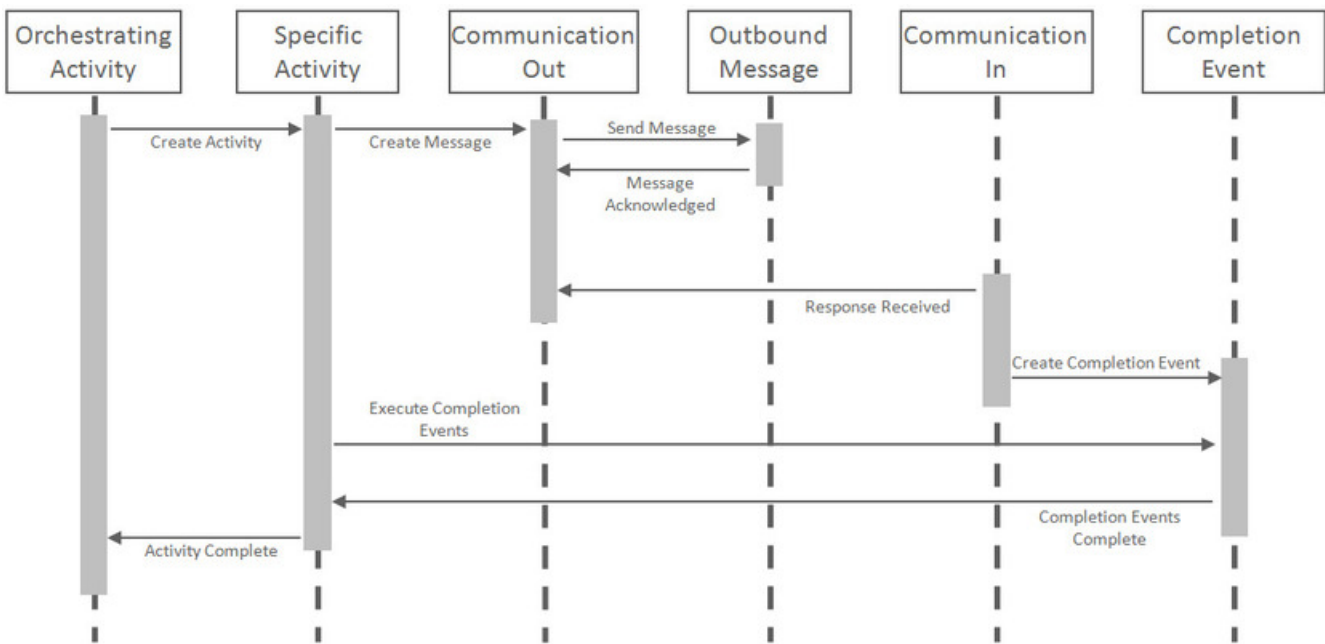 Orchestrating
Activity
Specific
Activity
Communication
Out
Outbound
Message
Communication
In
Completion
Event
Create Activity
Create Message
Send Message
Message
Acknowledged
Response Received
Create Completion Event
Execute Completion
Events
Completion Events
Complete
Activity Complete